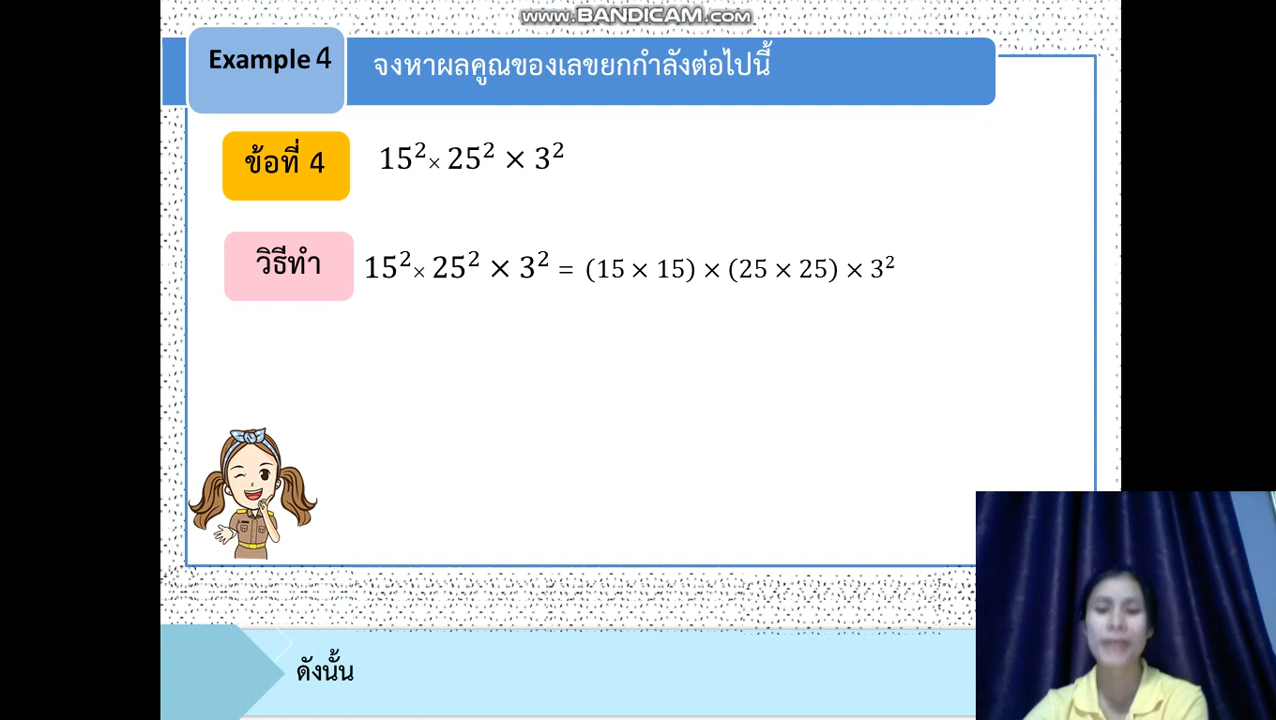 www.BANDICAM.com
Example 4
จงหาผลคูณของเลขยกกำลังต่อไปนี้
ข้อที่ 4
15² × 25² × 3²
วิธีทำ
15² × 25² × 3² = (15 × 15) × (25 × 25) × 3²
ดังนั้น